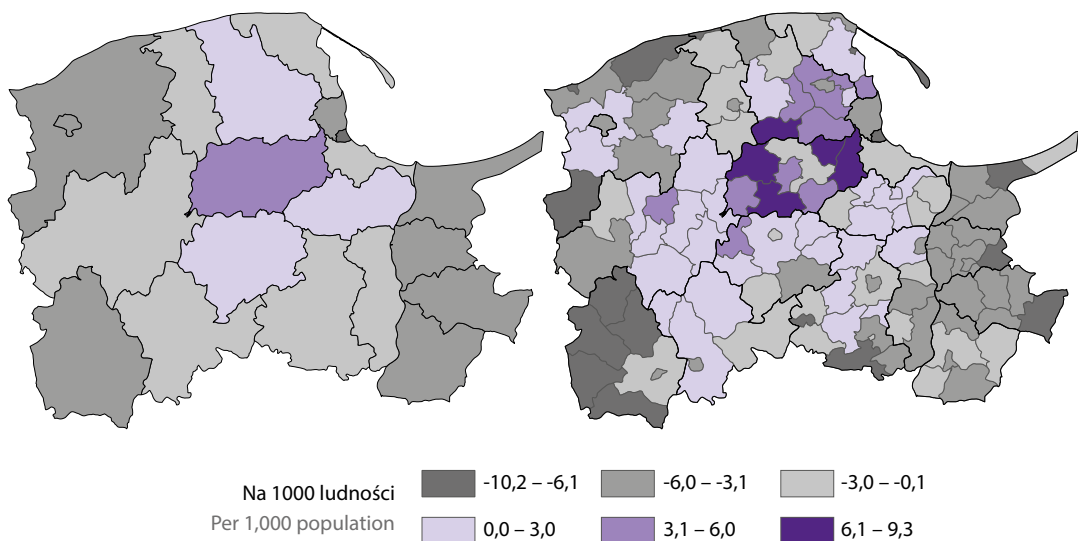 Na 1000 ludności
Per 1,000 population
-10,2 – -6,1
-6,0 – -3,1
-3,0 – -0,1
0,0 – 3,0
3,1 – 6,0
6,1 – 9,3